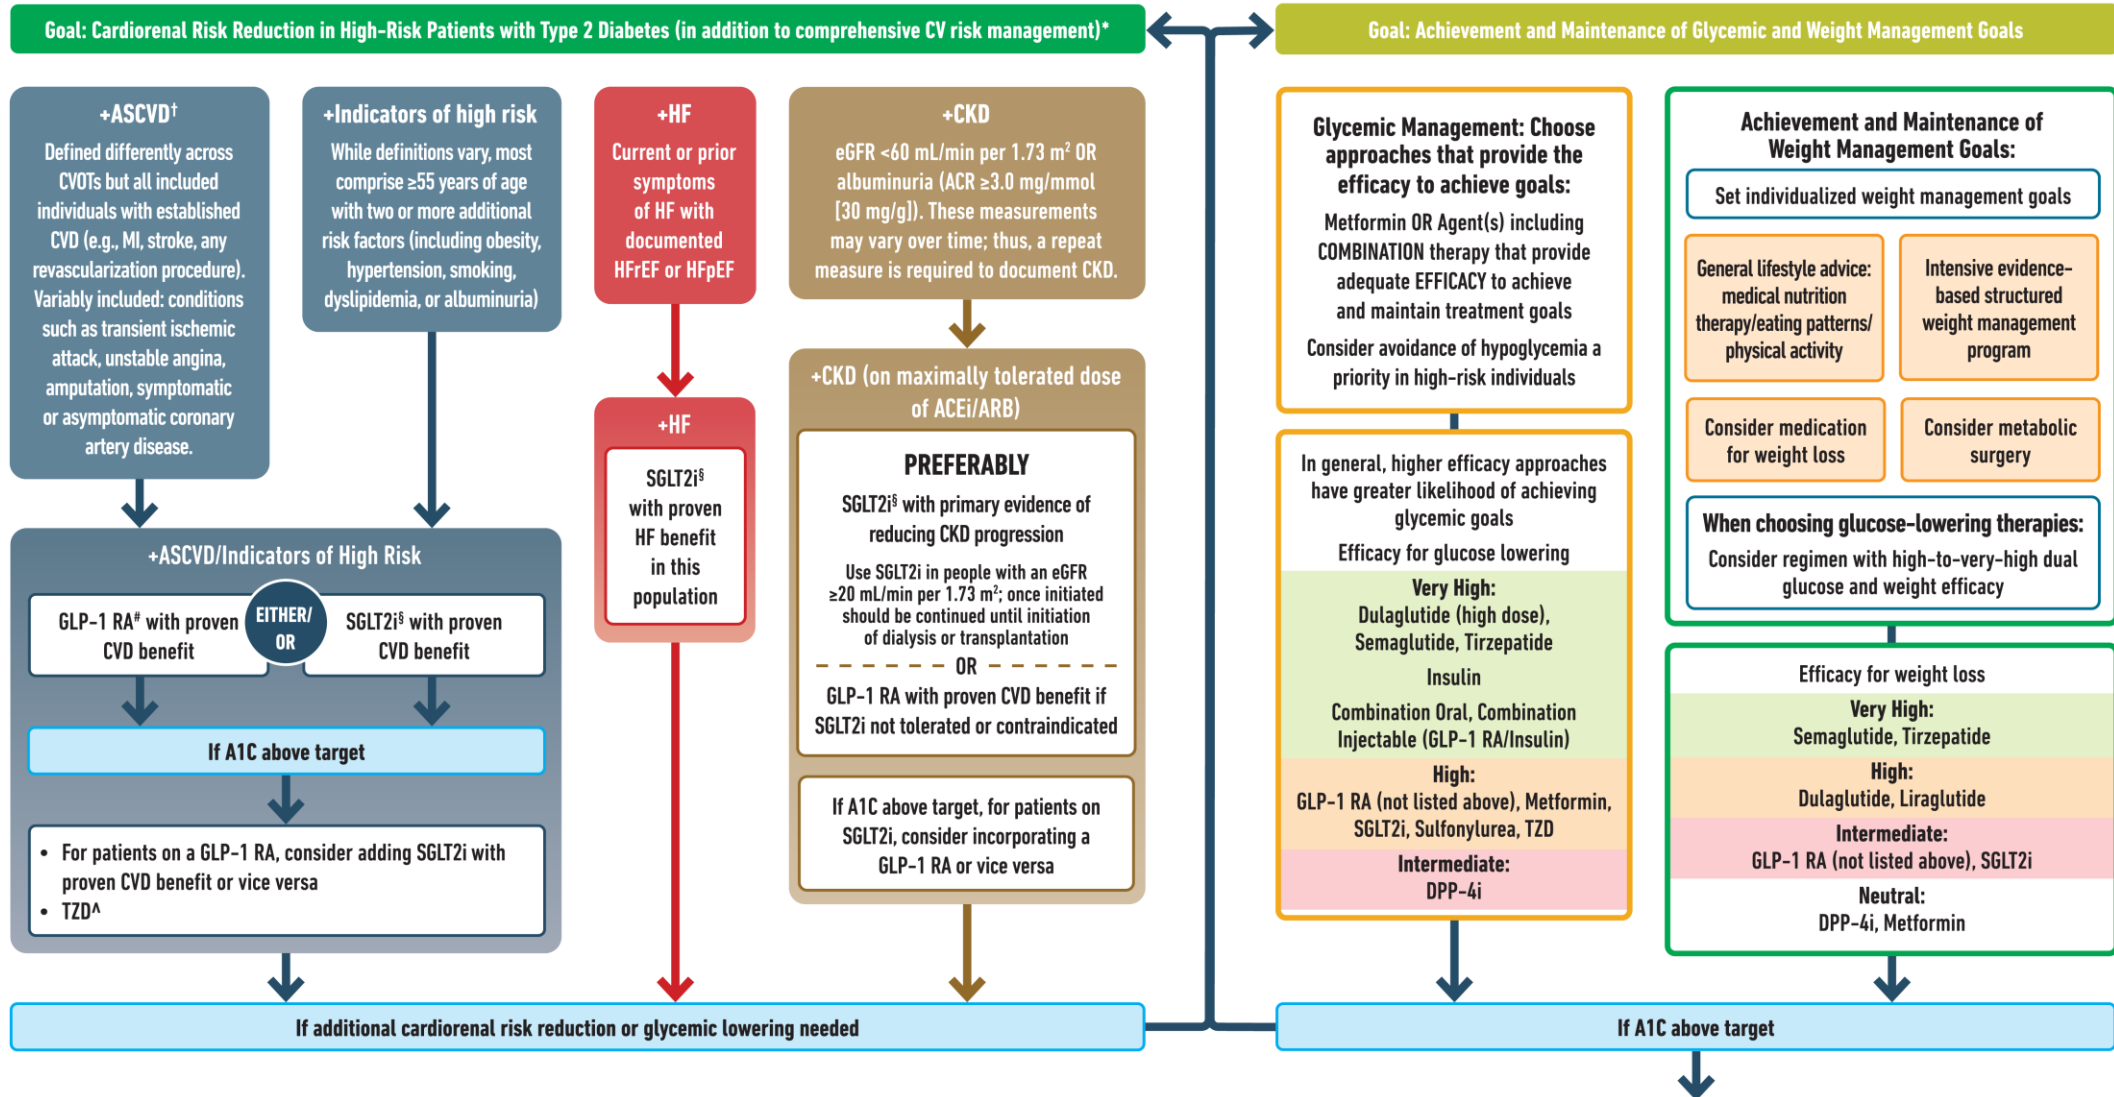 Goal: Cardiorenal Risk Reduction in High-Risk Patients with Type 2 Diabetes (in addition to comprehensive CV risk management)*
+ASCVD†
Defined differently across
CVOTs but all included
individuals with established
CVD (e.g., MI, stroke, any
revascularization procedure).
Variably included: conditions
such as transient ischemic
attack, unstable angina,
amputation, symptomatic
or asymptomatic coronary
artery disease.
+Indicators of high risk
While definitions vary, most
comprise ≥55 years of age
with two or more additional
risk factors (including obesity,
hypertension, smoking,
dyslipidemia, or albuminuria)
+ASCVD/Indicators of High Risk
GLP-1 RA# with proven
CVD benefit
EITHER/
OR
SGLT2i§ with proven
CVD benefit
If A1C above target
• For patients on a GLP-1 RA, consider adding SGLT2i with
proven CVD benefit or vice versa
• TZD^
+HF
Current or prior
symptoms
of HF with
documented
HFrEF or HFpEF
+HF
SGLT2i§
with proven
HF benefit
in this
population
+CKD
eGFR <60 mL/min per 1.73 m² OR
albuminuria (ACR ≥3.0 mg/mmol
[30 mg/g]). These measurements
may vary over time; thus, a repeat
measure is required to document CKD.
+CKD (on maximally tolerated dose
of ACEi/ARB)
PREFERABLY
SGLT2i§ with primary evidence of
reducing CKD progression
Use SGLT2i in people with an eGFR
≥20 mL/min per 1.73 m²; once initiated
should be continued until initiation
of dialysis or transplantation
OR
GLP-1 RA with proven CVD benefit if
SGLT2i not tolerated or contraindicated
If A1C above target, for patients on
SGLT2i, consider incorporating a
GLP-1 RA or vice versa
If additional cardiorenal risk reduction or glycemic lowering needed
Goal: Achievement and Maintenance of Glycemic and Weight Management Goals
Glycemic Management: Choose
approaches that provide the
efficacy to achieve goals:
Metformin OR Agent(s) including
COMBINATION therapy that provide
adequate EFFICACY to achieve
and maintain treatment goals
Consider avoidance of hypoglycemia a
priority in high-risk individuals
In general, higher efficacy approaches
have greater likelihood of achieving
glycemic goals
Efficacy for glucose lowering
Very High:
Dulaglutide (high dose),
Semaglutide, Tirzepatide
Insulin
Combination Oral, Combination
Injectable (GLP-1 RA/Insulin)
High:
GLP-1 RA (not listed above), Metformin,
SGLT2i, Sulfonylurea, TZD
Intermediate:
DPP-4i
Achievement and Maintenance of
Weight Management Goals:
Set individualized weight management goals
General lifestyle advice:
medical nutrition
therapy/eating patterns/
physical activity
Intensive evidence-
based structured
weight management
program
Consider medication
for weight loss
Consider metabolic
surgery
When choosing glucose-lowering therapies:
Consider regimen with high-to-very-high dual
glucose and weight efficacy
Efficacy for weight loss
Very High:
Semaglutide, Tirzepatide
High:
Dulaglutide, Liraglutide
Intermediate:
GLP-1 RA (not listed above), SGLT2i
Neutral:
DPP-4i, Metformin
If A1C above target